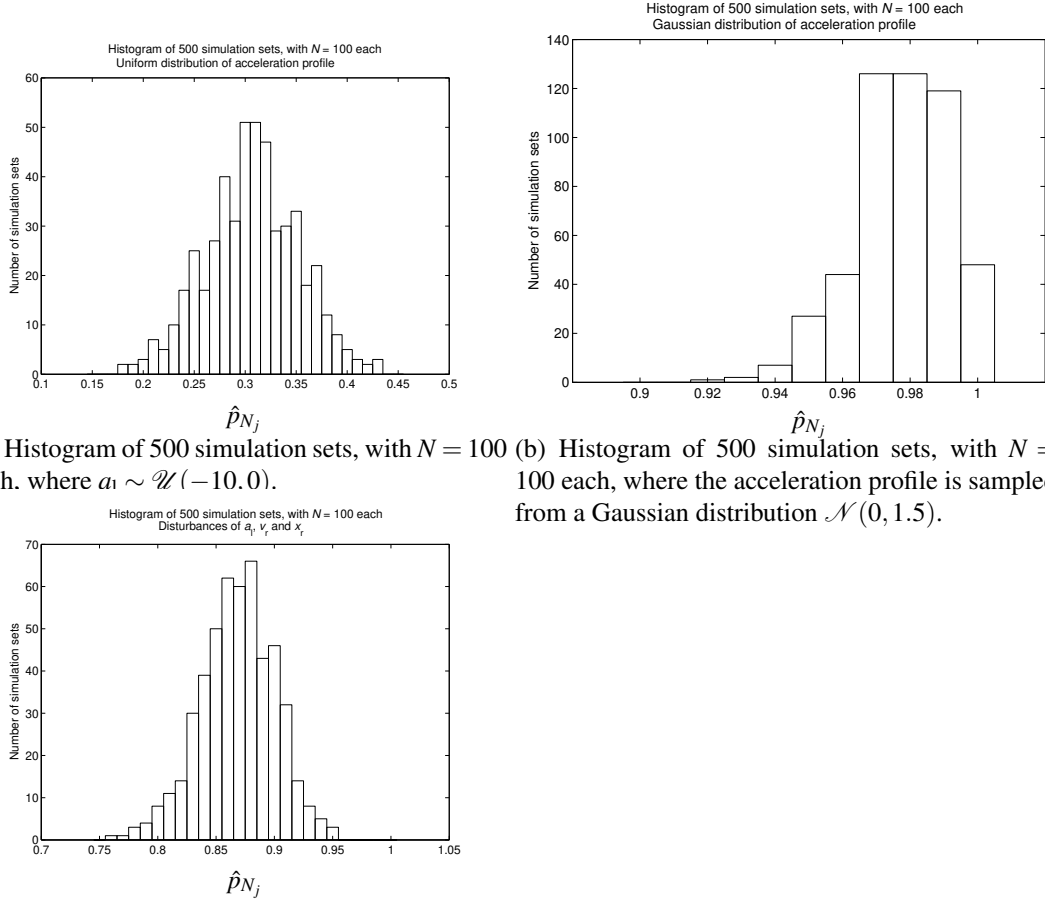 Histogram of 500 simulation sets, with N = 100 each
Uniform distribution of acceleration profile
Number of simulation sets
60
50
40
30
20
10
0
0.1 0.15 0.2 0.25 0.3 0.35 0.4 0.45 0.5
p̂_{N_j}
Histogram of 500 simulation sets, with N = 100
h, where a_l ∼ 𝒰(−10,0).
Histogram of 500 simulation sets, with N = 100 each
Gaussian distribution of acceleration profile
Number of simulation sets
140
120
100
80
60
40
20
0
0.9 0.92 0.94 0.96 0.98 1
p̂_{N_j}
(b) Histogram of 500 simulation sets, with N =
100 each, where the acceleration profile is sample
from a Gaussian distribution 𝒩(0,1.5).
Histogram of 500 simulation sets, with N = 100 each
Disturbances of a_l, v_r and x_r
Number of simulation sets
70
60
50
40
30
20
10
0
0.7 0.75 0.8 0.85 0.9 0.95 1 1.05
p̂_{N_j}